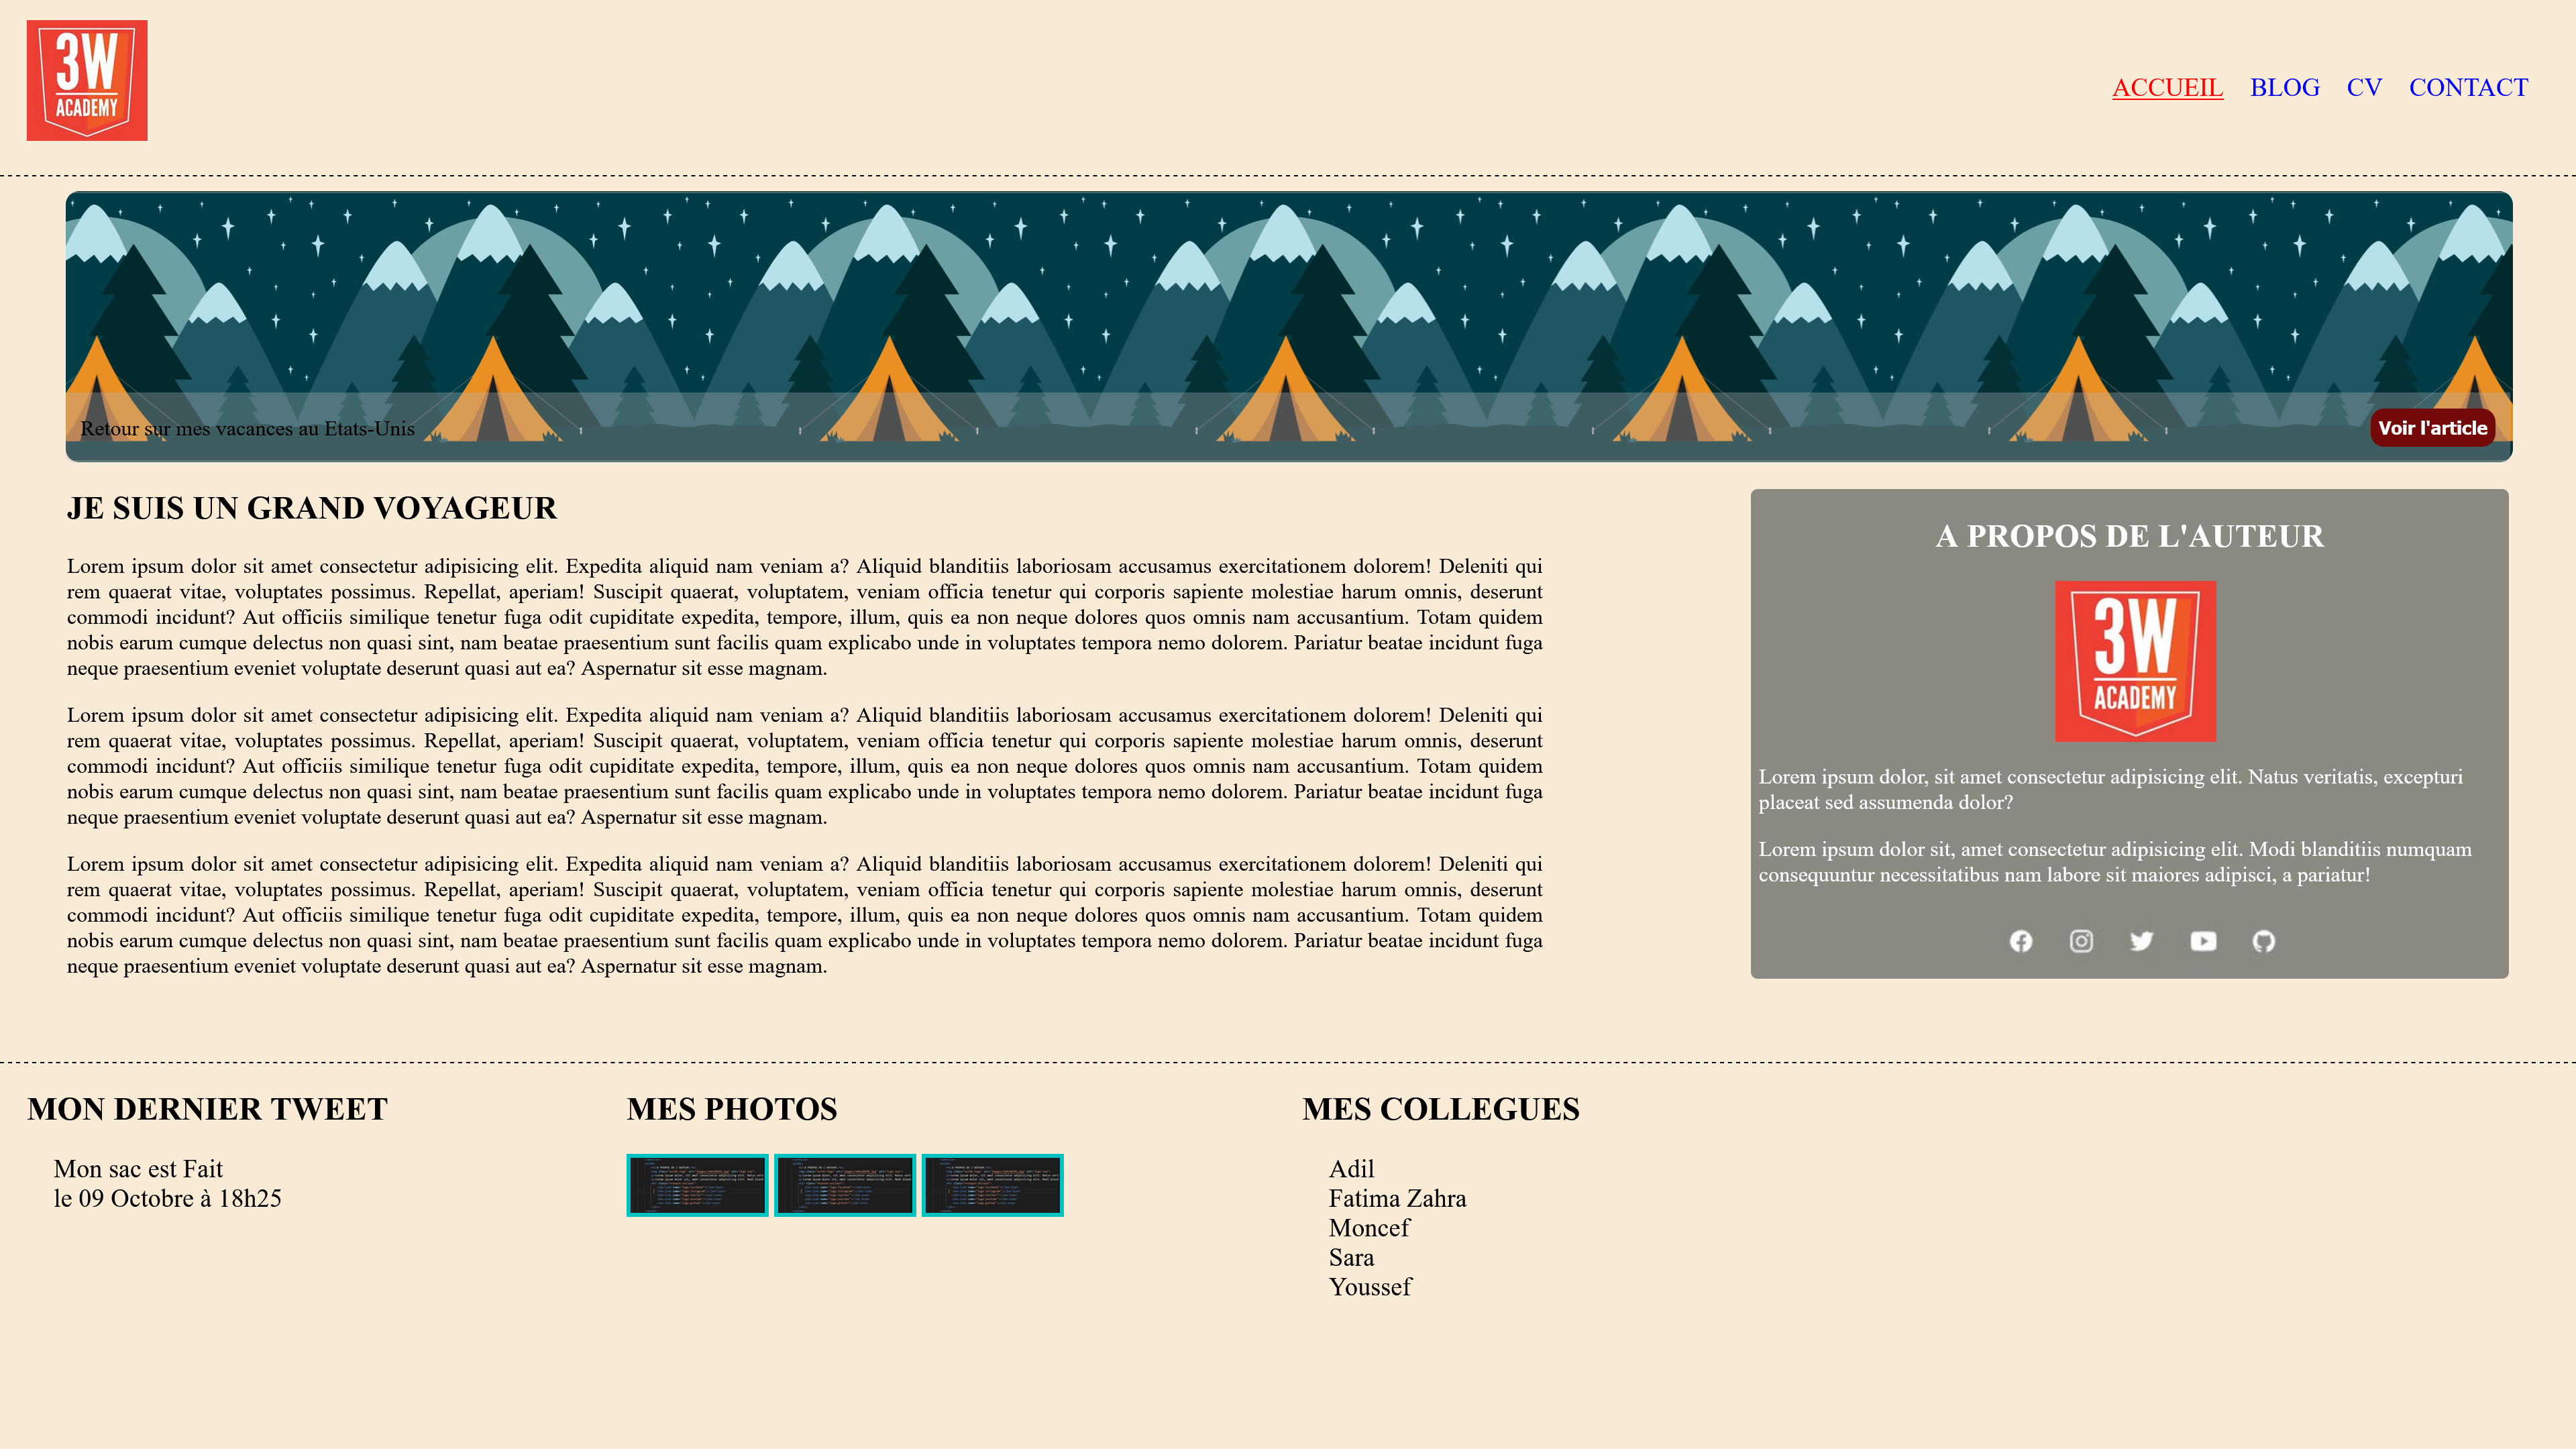 3W
ACADEMY
ACCUEIL BLOG CV CONTACT
Retour sur mes vacances au Etats-Unis
Voir l'article
JE SUIS UN GRAND VOYAGEUR
Lorem ipsum dolor sit amet consectetur adipisicing elit. Expedita aliquid nam veniam a? Aliquid blanditiis laboriosam accusamus exercitationem dolorem! Deleniti qui
rem quaerat vitae, voluptates possimus. Repellat, aperiam! Suscipit quaerat, voluptatem, veniam officia tenetur qui corporis sapiente molestiae harum omnis, deserunt
commodi incidunt? Aut officiis similique tenetur fuga odit cupiditate expedita, tempore, illum, quis ea non neque dolores quos omnis nam accusantium. Totam quidem
nobis earum cumque delectus non quasi sint, nam beatae praesentium sunt facilis quam explicabo unde in voluptates tempora nemo dolorem. Pariatur beatae incidunt fuga
neque praesentium eveniet voluptate deserunt quasi aut ea? Aspernatur sit esse magnam.
Lorem ipsum dolor sit amet consectetur adipisicing elit. Expedita aliquid nam veniam a? Aliquid blanditiis laboriosam accusamus exercitationem dolorem! Deleniti qui
rem quaerat vitae, voluptates possimus. Repellat, aperiam! Suscipit quaerat, voluptatem, veniam officia tenetur qui corporis sapiente molestiae harum omnis, deserunt
commodi incidunt? Aut officiis similique tenetur fuga odit cupiditate expedita, tempore, illum, quis ea non neque dolores quos omnis nam accusantium. Totam quidem
nobis earum cumque delectus non quasi sint, nam beatae praesentium sunt facilis quam explicabo unde in voluptates tempora nemo dolorem. Pariatur beatae incidunt fuga
neque praesentium eveniet voluptate deserunt quasi aut ea? Aspernatur sit esse magnam.
Lorem ipsum dolor sit amet consectetur adipisicing elit. Expedita aliquid nam veniam a? Aliquid blanditiis laboriosam accusamus exercitationem dolorem! Deleniti qui
rem quaerat vitae, voluptates possimus. Repellat, aperiam! Suscipit quaerat, voluptatem, veniam officia tenetur qui corporis sapiente molestiae harum omnis, deserunt
commodi incidunt? Aut officiis similique tenetur fuga odit cupiditate expedita, tempore, illum, quis ea non neque dolores quos omnis nam accusantium. Totam quidem
nobis earum cumque delectus non quasi sint, nam beatae praesentium sunt facilis quam explicabo unde in voluptates tempora nemo dolorem. Pariatur beatae incidunt fuga
neque praesentium eveniet voluptate deserunt quasi aut ea? Aspernatur sit esse magnam.
A PROPOS DE L'AUTEUR
3W
ACADEMY
Lorem ipsum dolor, sit amet consectetur adipisicing elit. Natus veritatis, excepturi
placeat sed assumenda dolor?
Lorem ipsum dolor sit, amet consectetur adipisicing elit. Modi blanditiis numquam
consequuntur necessitatibus nam labore sit maiores adipisci, a pariatur!
MON DERNIER TWEET
Mon sac est Fait
le 09 Octobre à 18h25
MES PHOTOS
MES COLLEGUES
Adil
Fatima Zahra
Moncef
Sara
Youssef